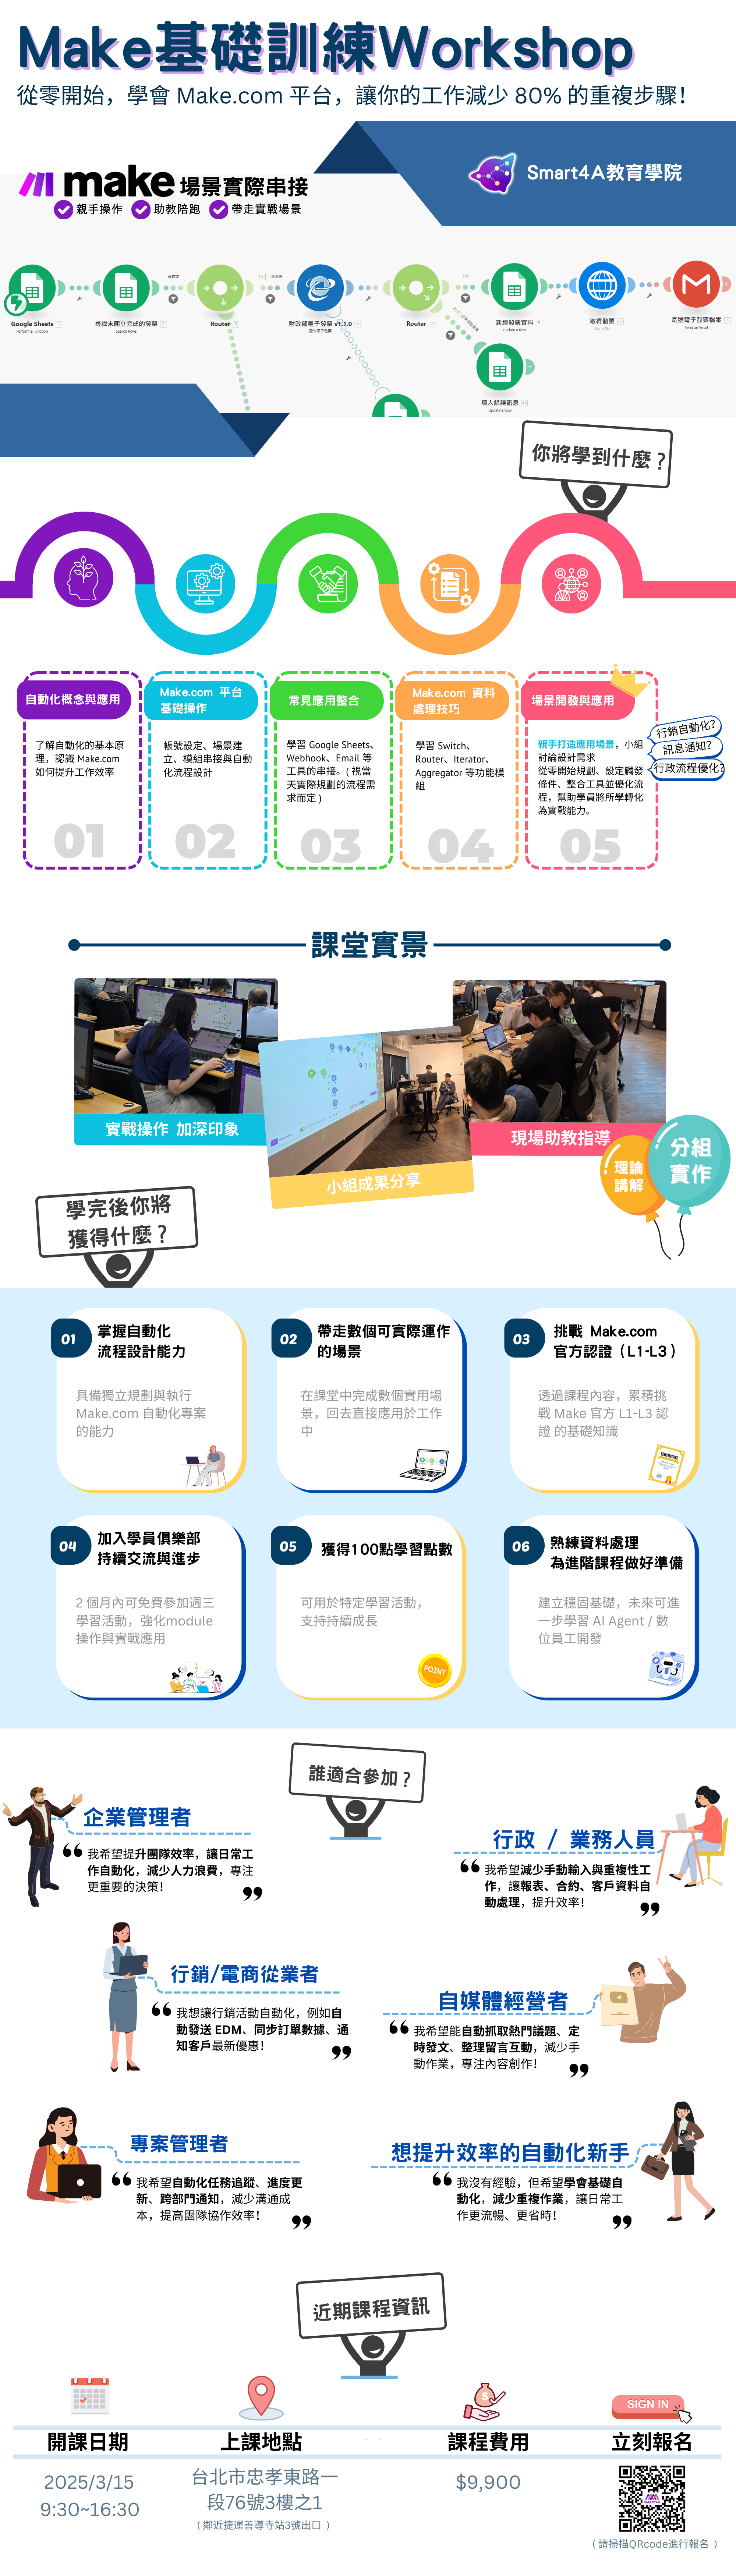 Make基礎訓練Workshop
從零開始，學會 Make.com 平台，讓你的工作減少 80% 的重複步驟！
make 場景實際串接
親手操作 助教陪跑 帶走實戰場景
Smart4A教育學院
Google Sheets
Perform a Function
尋找未開立完成的發票
Search Rows
Router
財政部電子發票 v1.1.0
Router
新增發票資料
Update a Row
取得發票
Get a file
寄送電子發票檔案
Send an Email
填入錯誤訊息
Update a Row
你將學到什麼？
自動化概念與應用
了解自動化的基本原
理，認識 Make.com
如何提升工作效率
01
Make.com 平台
基礎操作
帳號設定、場景建
立、模組串接與自動
化流程設計
02
常見應用整合
學習 Google Sheets、
Webhook、Email 等
工具的串接。( 視當
天實際規劃的流程需
求而定 )
03
Make.com 資料
處理技巧
學習 Switch、
Router、Iterator、
Aggregator 等功能模
組
04
場景開發與應用
親手打造應用場景，小組
討論設計需求
從零開始規劃、設定觸發
條件、整合工具並優化流
程，幫助學員將所學轉化
為實戰能力。
05
行銷自動化?
訊息通知?
行政流程優化?
課堂實景
實戰操作 加深印象
小組成果分享
現場助教指導
理論
講解
分組
實作
學完後你將
獲得什麼？
01
掌握自動化
流程設計能力
具備獨立規劃與執行
Make.com 自動化專案
的能力
02
帶走數個可實際運作
的場景
在課堂中完成數個實用場
景，回去直接應用於工作
中
03
挑戰 Make.com
官方認證（L1-L3）
透過課程內容，累積挑
戰 Make 官方 L1-L3 認
證 的基礎知識
04
加入學員俱樂部
持續交流與進步
2 個月內可免費參加週三
學習活動，強化module
操作與實戰應用
05
獲得100點學習點數
可用於特定學習活動，
支持持續成長
POINT
06
熟練資料處理
為進階課程做好準備
建立穩固基礎，未來可進
一步學習 AI Agent / 數
位員工開發
誰適合參加？
企業管理者
我希望提升團隊效率，讓日常工
作自動化，減少人力浪費，專注
更重要的決策！
行政 / 業務人員
我希望減少手動輸入與重複性工
作，讓報表、合約、客戶資料自
動處理，提升效率！
行銷/電商從業者
我想讓行銷活動自動化，例如自
動發送 EDM、同步訂單數據、通
知客戶最新優惠！
自媒體經營者
我希望能自動抓取熱門議題、定
時發文、整理留言互動，減少手
動作業，專注內容創作！
專案管理者
我希望自動化任務追蹤、進度更
新、跨部門通知，減少溝通成
本，提高團隊協作效率！
想提升效率的自動化新手
我沒有經驗，但希望學會基礎自
動化，減少重複作業，讓日常工
作更流暢、更省時！
近期課程資訊
開課日期
2025/3/15
9:30~16:30
上課地點
台北市忠孝東路一
段76號3樓之1
( 鄰近捷運善導寺站3號出口 )
課程費用
$9,900
SIGN IN
立刻報名
( 請掃描QRcode進行報名 )